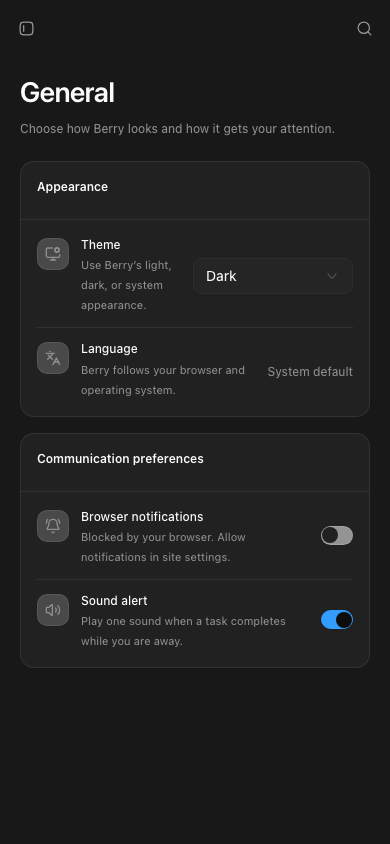 General
Choose how Berry looks and how it gets your attention.
Appearance
Theme
Use Berry's light,
dark, or system
appearance.
Dark
Language
Berry follows your browser and
operating system.
System default
Communication preferences
Browser notifications
Blocked by your browser. Allow
notifications in site settings.
Sound alert
Play one sound when a task completes
while you are away.